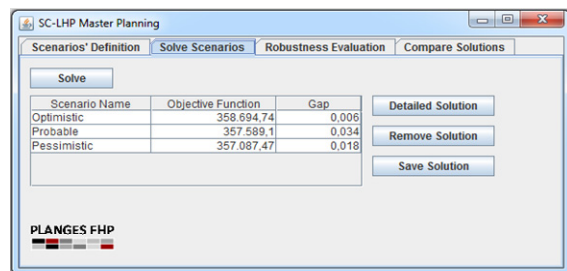 SC-LHP Master Planning
Scenarios' Definition Solve Scenarios Robustness Evaluation Compare Solutions
Solve
Scenario Name Objective Function Gap
Optimistic 358.694,74 0,006
Probable 357.589,1 0,034
Pessimistic 357.087,47 0,018
Detailed Solution
Remove Solution
Save Solution
PLANGES FHP